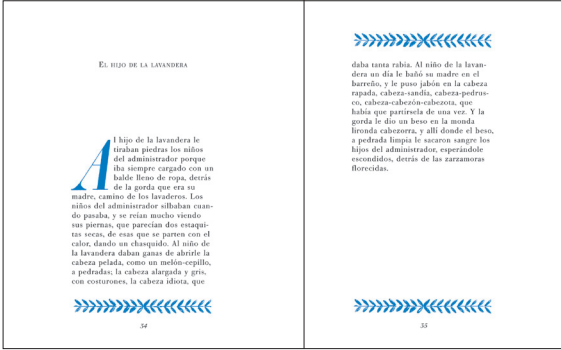 EL HIJO DE LA LAVANDERA
Al hijo de la lavandera le
tiraban piedras los niños
del administrador porque
iba siempre cargado con un
balde lleno de ropa, detrás
de la gorda que era su
madre, camino de los lavaderos. Los
niños del administrador silbaban cuan-
do pasaba, y se reían mucho viendo
sus piernas, que parecían dos estaqui-
tas secas, de esas que se parten con el
calor, dando un chasquido. Al niño de
la lavandera daban ganas de abrirle la
cabeza pelada, como un melón-cepillo,
a pedradas; la cabeza alargada y gris,
con costurones, la cabeza idiota, que
54
daba tanta rabia. Al niño de la lavan-
dera un día le bañó su madre en el
barreño, y le puso jabón en la cabeza
rapada, cabeza-sandía, cabeza-pedrus-
co, cabeza-cabezón-cabezota, que
había que partírsela de una vez. Y la
gorda le dio un beso en la monda
lironda cabezorra, y allí donde el beso,
a pedrada limpia le sacaron sangre los
hijos del administrador, esperándole
escondidos, detrás de las zarzamoras
florecidas.
55